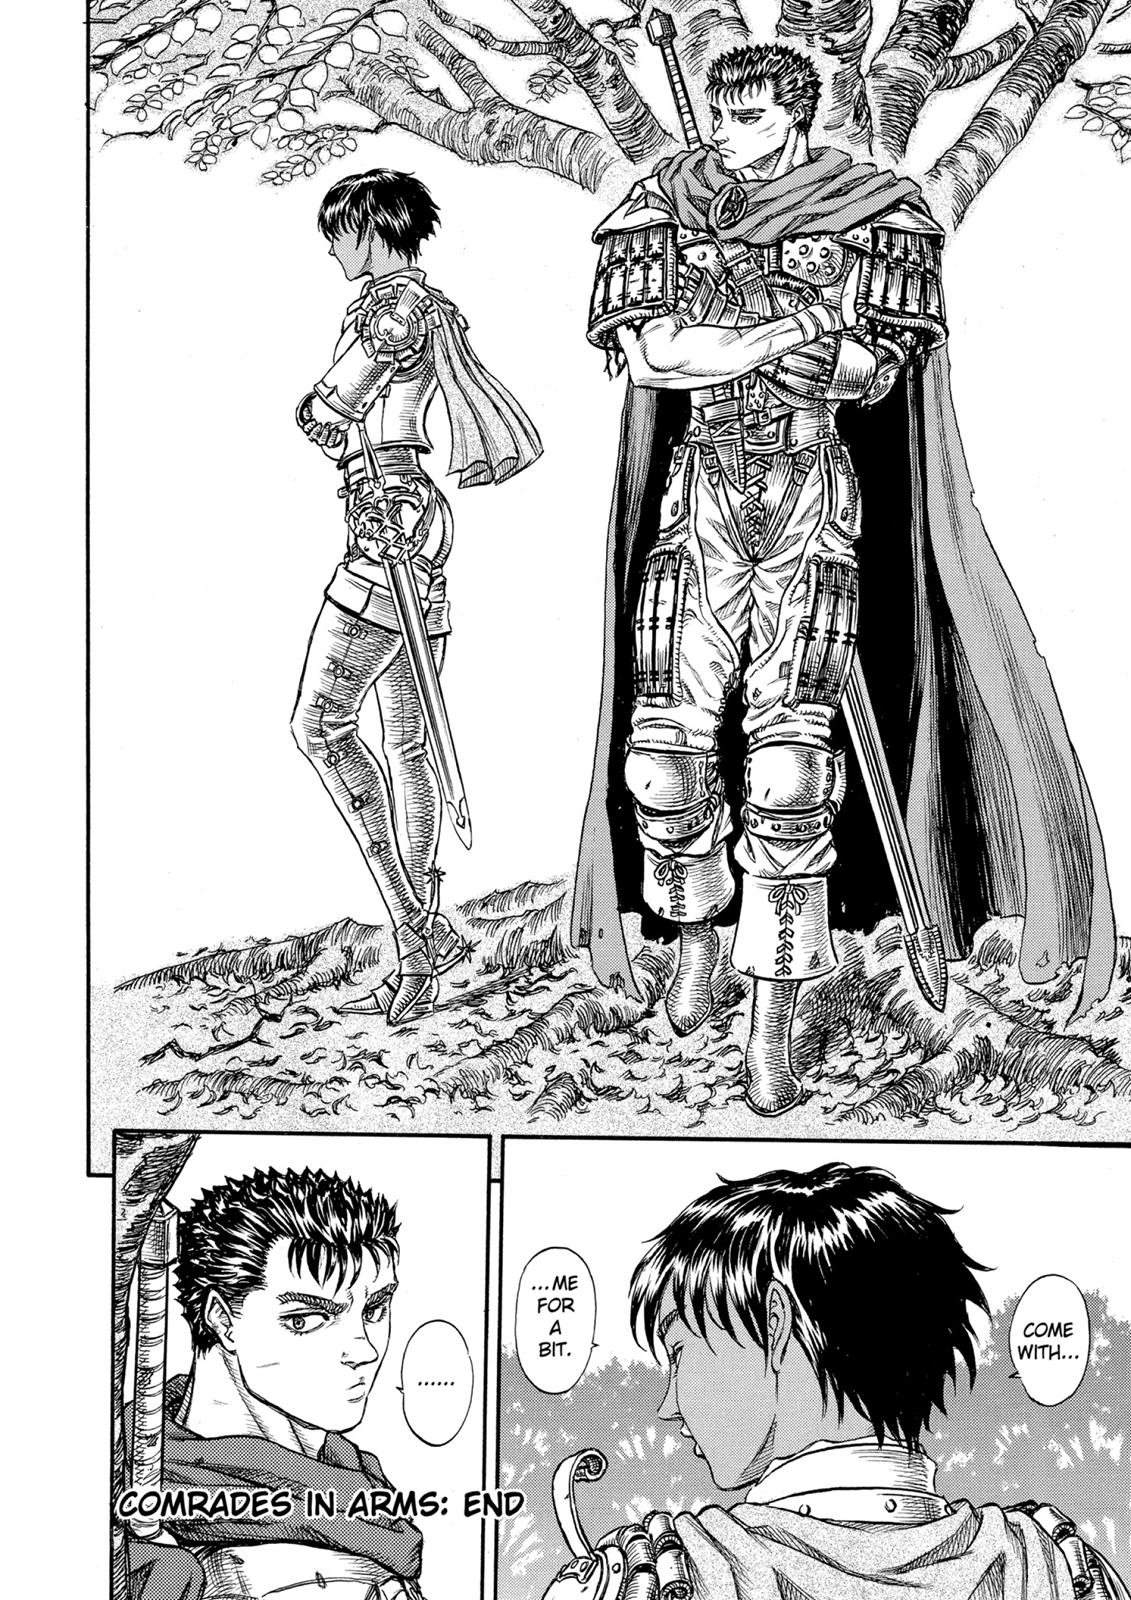 COME
WITH...
...ME
FOR
A
BIT.
......
COMRADES IN ARMS: END